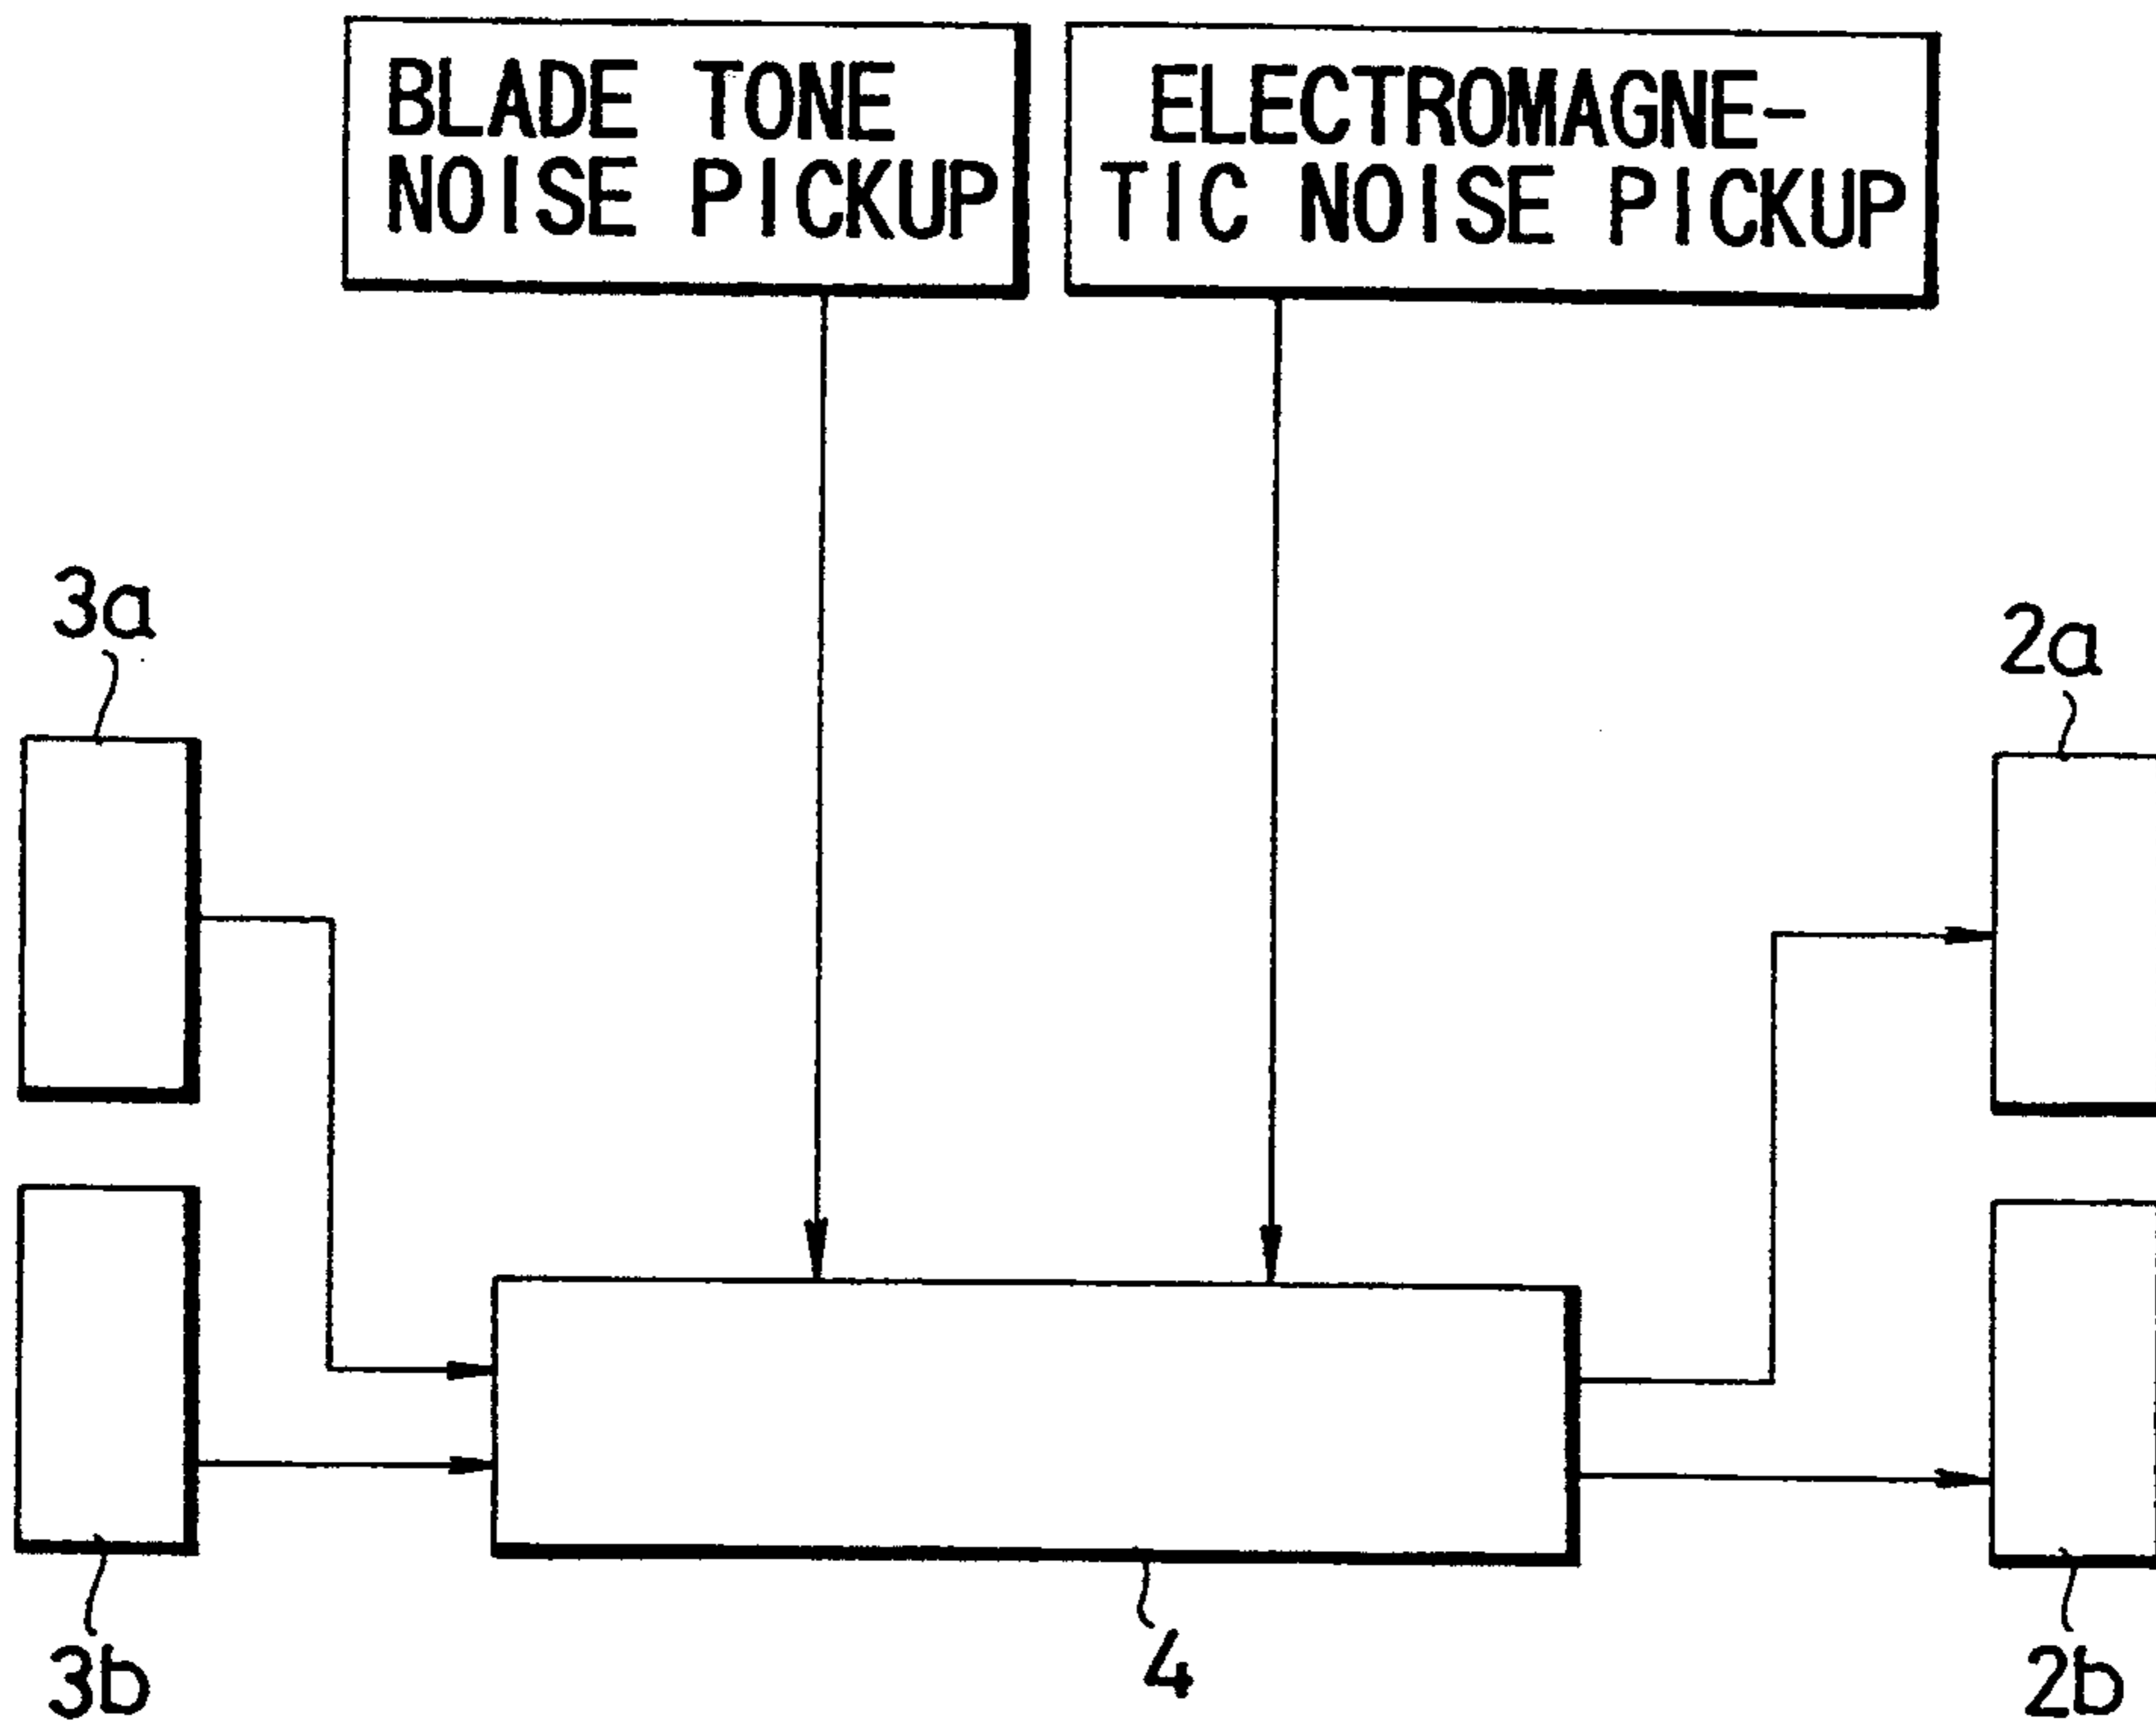 BLADE TONE
NOISE PICKUP
ELECTROMAGNE-
TIC NOISE PICKUP
3a
2a
3b
4
2b